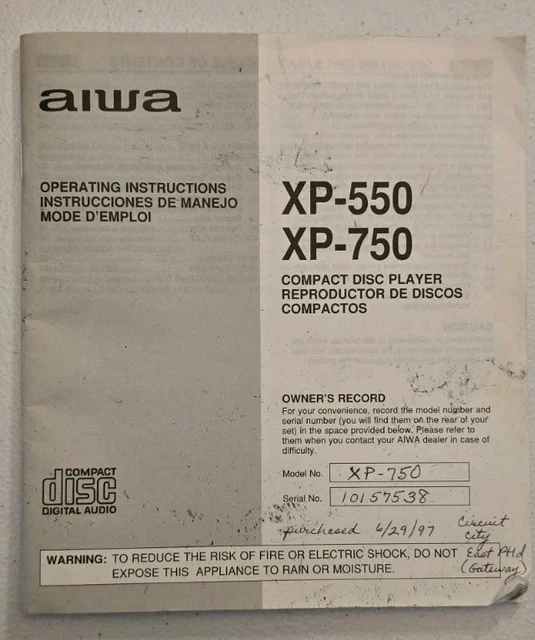 aiwa
OPERATING INSTRUCTIONS
INSTRUCCIONES DE MANEJO
MODE D'EMPLOI
XP-550
XP-750
COMPACT DISC PLAYER
REPRODUCTOR DE DISCOS
COMPACTOS
OWNER'S RECORD
For your convenience, record the model number and
serial number (you will find them on the rear of your
set) in the space provided below. Please refer to
them when you contact your AIWA dealer in case of
difficulty.
Model No. XP-750
Serial No. 10157538
COMPACT
disc
DIGITAL AUDIO
purchased 6/29/97 Circuit
City
East
(Gateway)
WARNING: TO REDUCE THE RISK OF FIRE OR ELECTRIC SHOCK, DO NOT
EXPOSE THIS APPLIANCE TO RAIN OR MOISTURE.